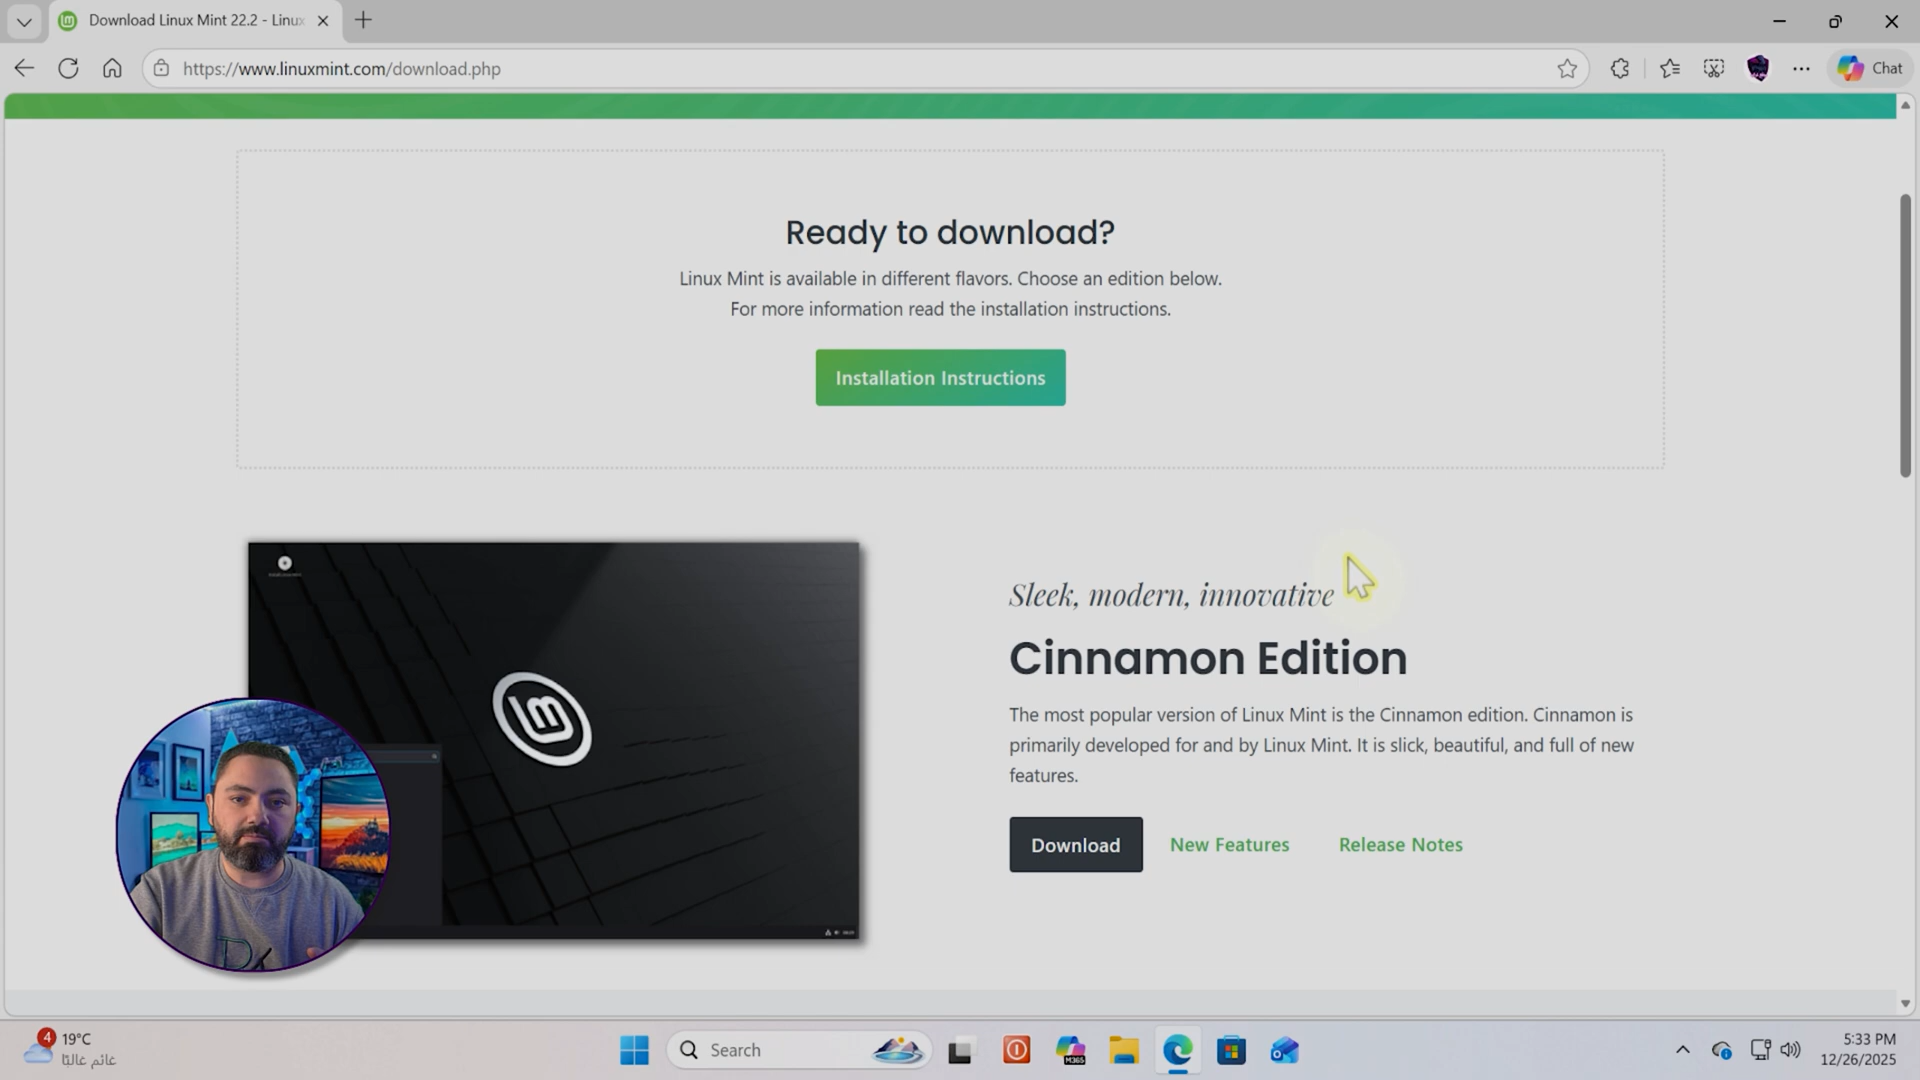 Download Linux Mint 22.2 - Linux
https://www.linuxmint.com/download.php
Chat
Ready to download?
Linux Mint is available in different flavors. Choose an edition below.
For more information read the installation instructions.
Installation Instructions
Sleek, modern, innovative
Cinnamon Edition
The most popular version of Linux Mint is the Cinnamon edition. Cinnamon is
primarily developed for and by Linux Mint. It is slick, beautiful, and full of new
features.
Download
New Features
Release Notes
4
19°C
غائم غالبًا
Search
M365
5:33 PM
12/26/2025